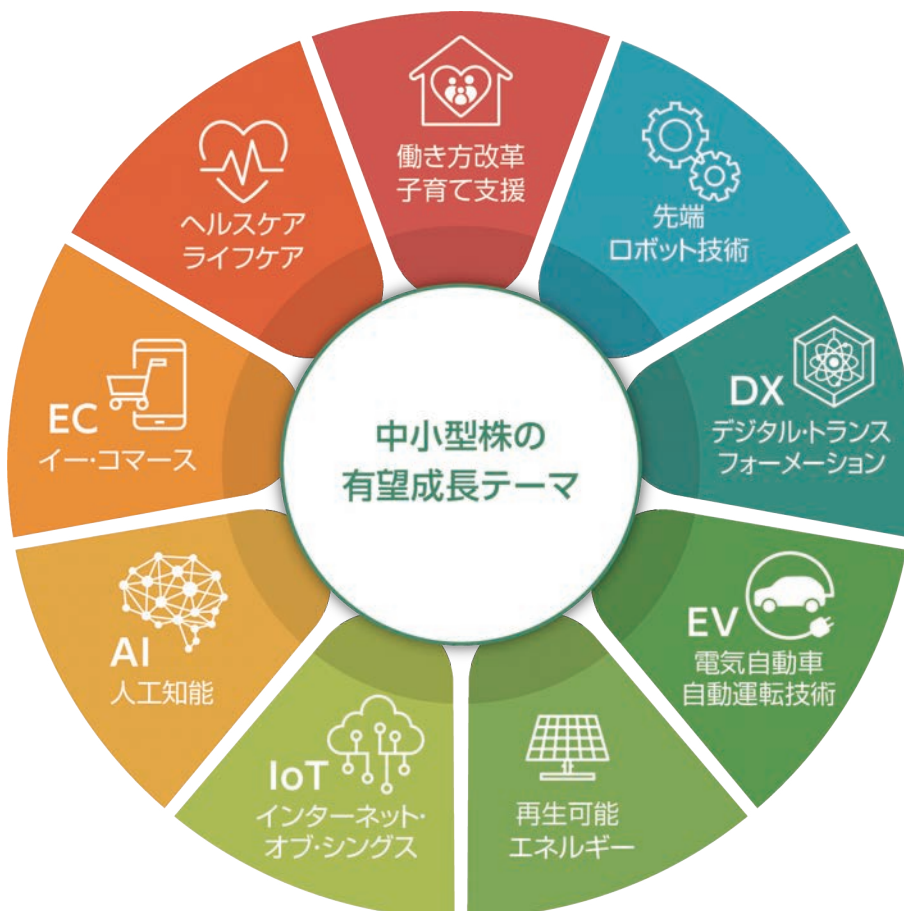 働き方改革
子育て支援
先端
ロボット技術
DX
デジタル・トランス
フォーメーション
EV
電気自動車
自動運転技術
再生可能
エネルギー
IoT
インターネット・
オブ・シングス
AI
人工知能
EC
イー・コマース
ヘルスケア
ライフケア
中小型株の
有望成長テーマ